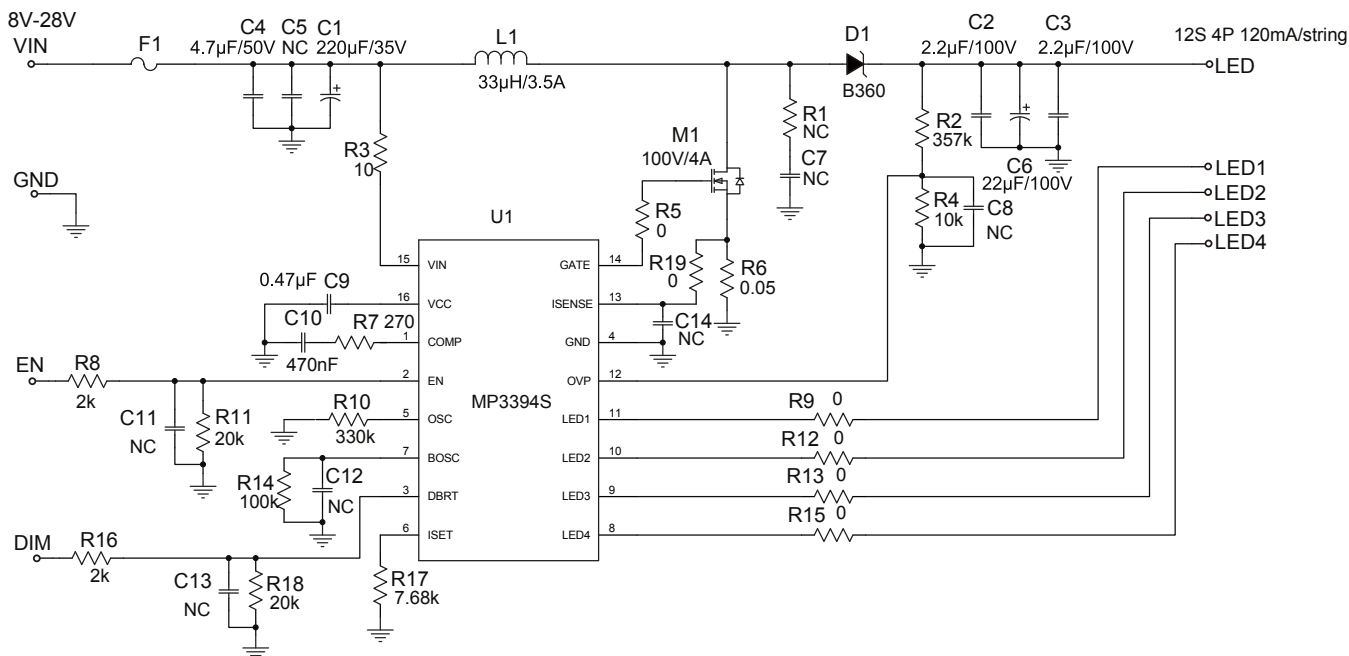 8V-28V
VIN
F1
C4
4.7µF/50V
C5
NC
C1
220µF/35V
L1
33µH/3.5A
D1
B360
C2
2.2µF/100V
C3
2.2µF/100V
12S 4P 120mA/string
LED
R3
10
M1
100V/4A
R1
NC
C7
NC
R2
357k
C6
22µF/100V
GND
LED1
LED2
LED3
LED4
R4
10k
C8
NC
U1
R5
0
R19
0
R6
0.05
15 VIN
GATE 14
0.47µF
C9
16 VCC
ISENSE 13
C10
470nF
R7 270
1 COMP
GND 4
C14
NC
EN
R8
2k
2 EN
OVP 12
MP3394S
C11
NC
R11
20k
R10
330k
5 OSC
LED1 11
R9 0
7 BOSC
LED2 10
R12 0
R14
100k
C12
NC
3 DBRT
LED3 9
R13 0
6 ISET
LED4 8
R15 0
DIM
R16
2k
C13
NC
R18
20k
R17
7.68k